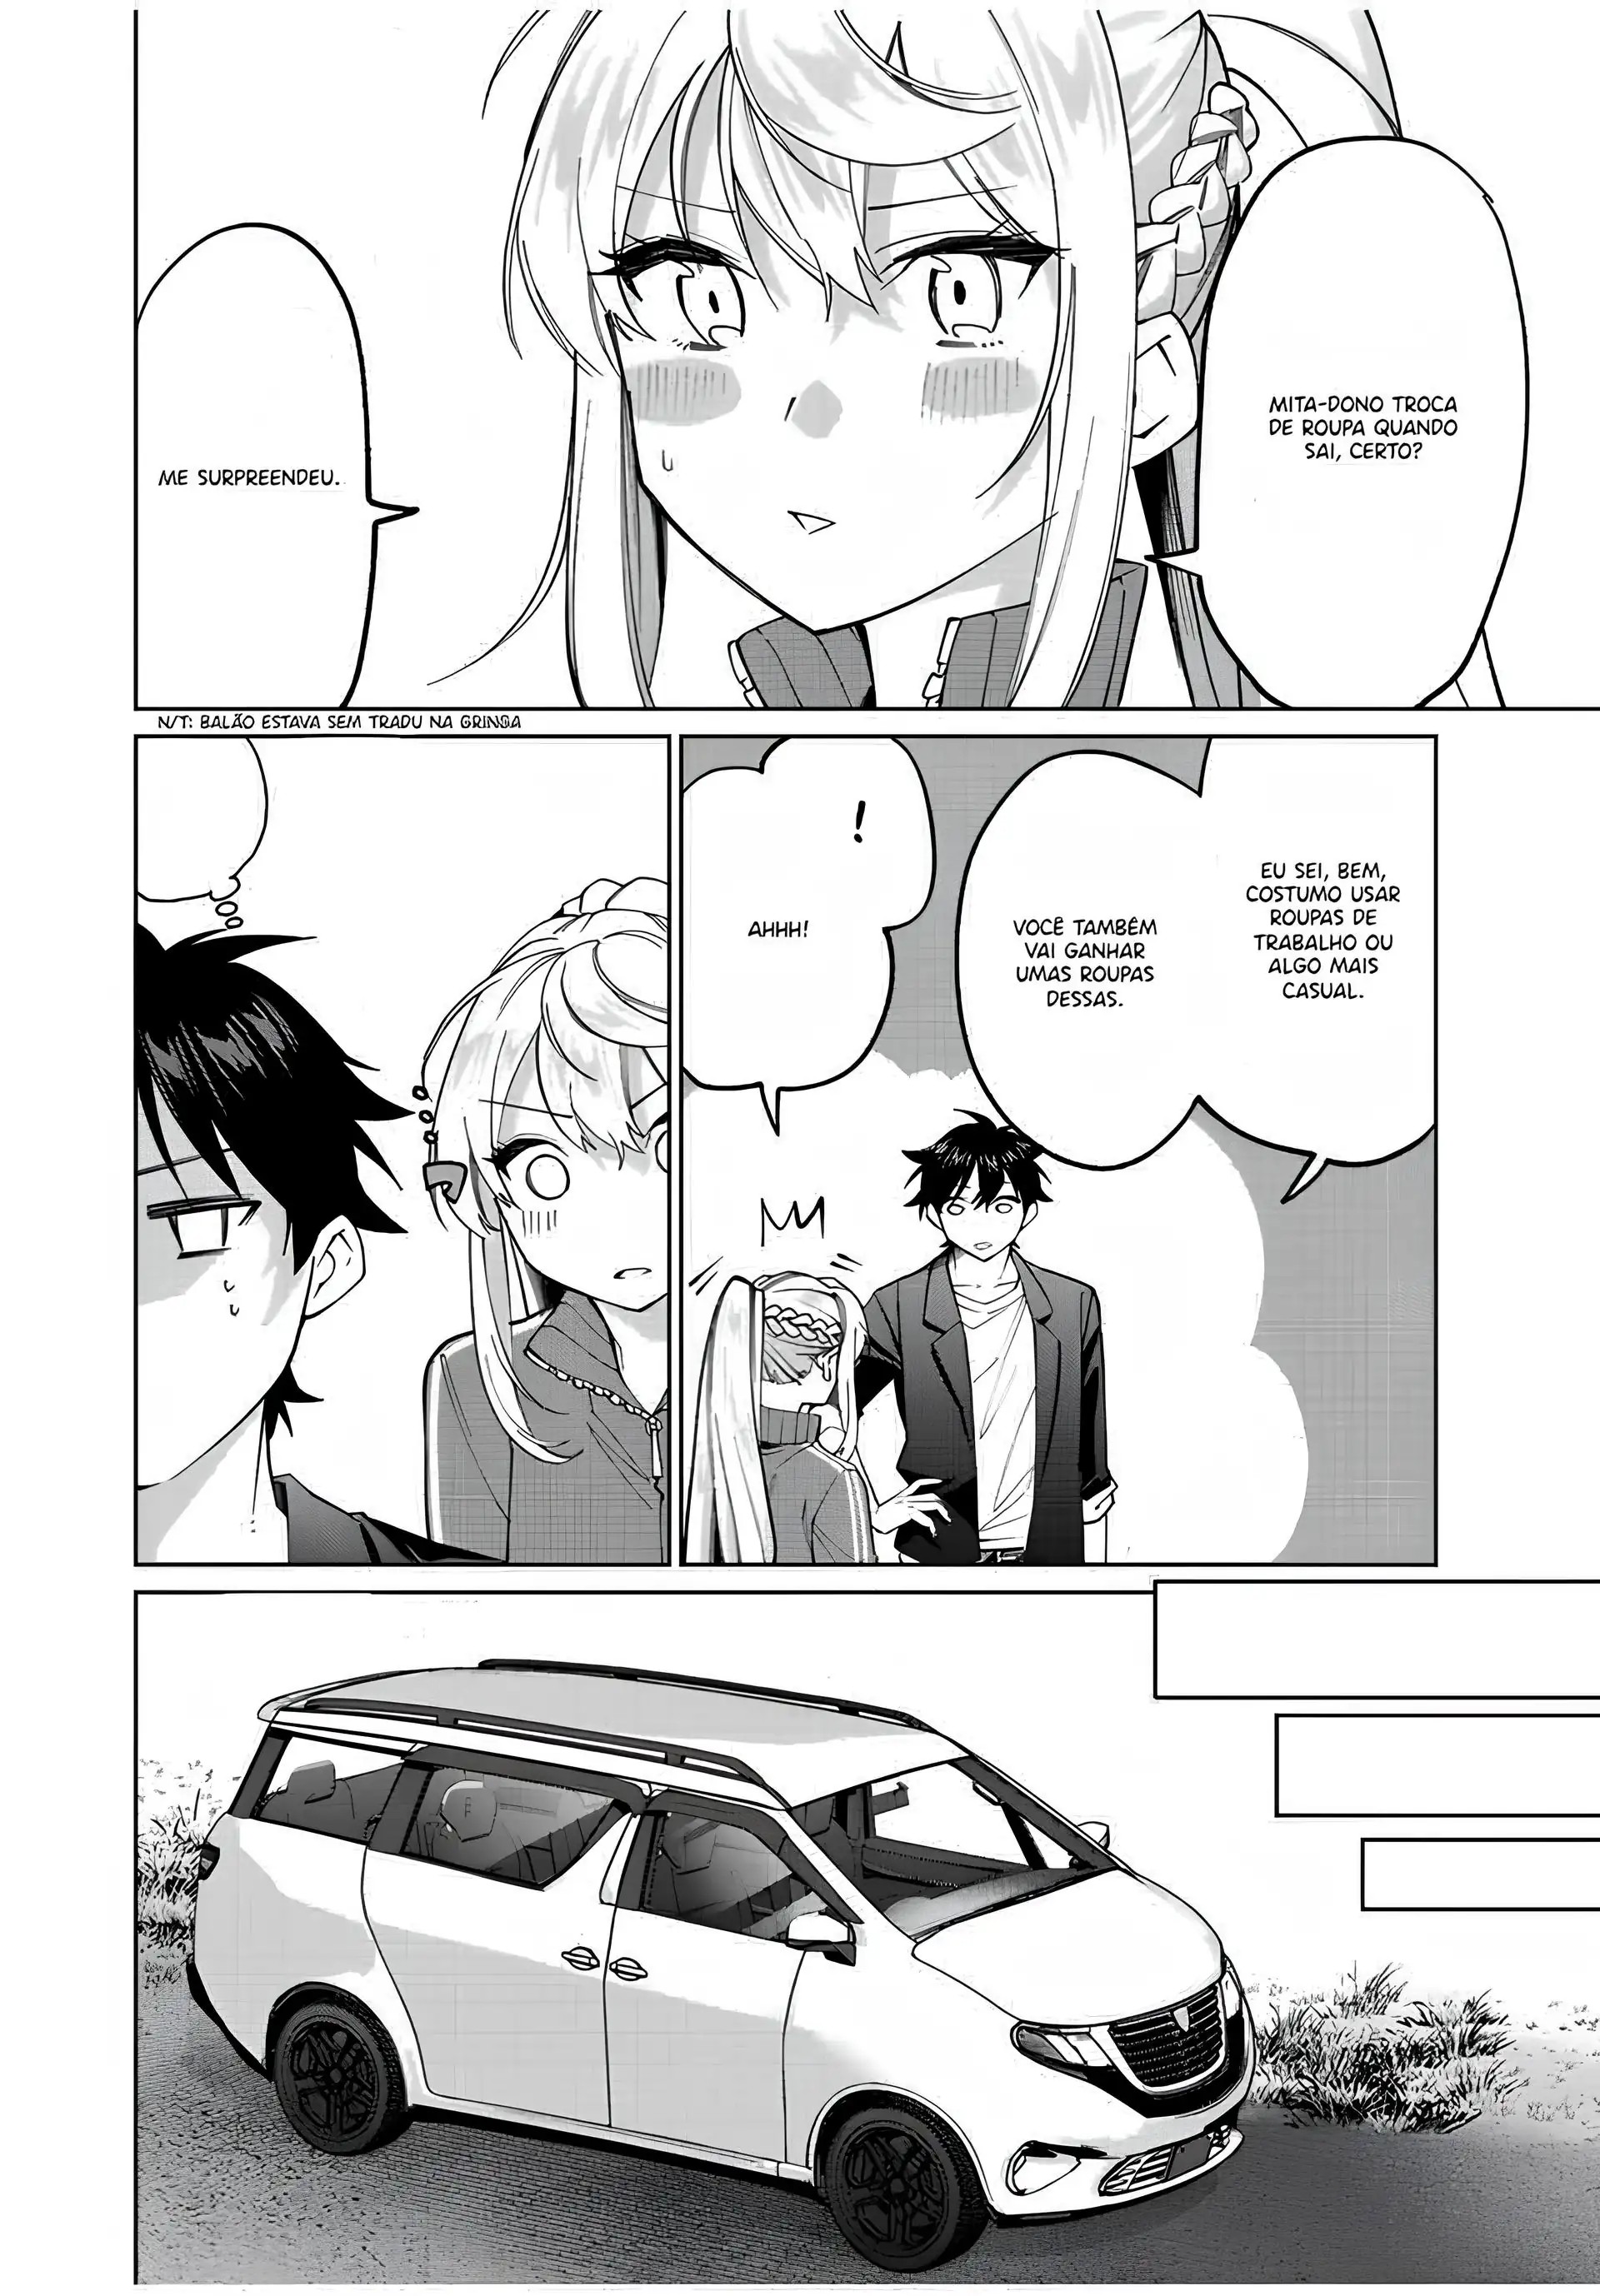 MITA-DONO TROCA
DE ROUPA QUANDO
SAI, CERTO?
ME SURPREENDEU.
N/T: BALÃO ESTAVA SEM TRADU NA GRINGA
EU SEI, BEM,
COSTUMO USAR
ROUPAS DE
TRABALHO OU
ALGO MAIS
CASUAL.
VOCÊ TAMBÉM
VAI GANHAR
UMAS ROUPAS
DESSAS.
!
AHHH!